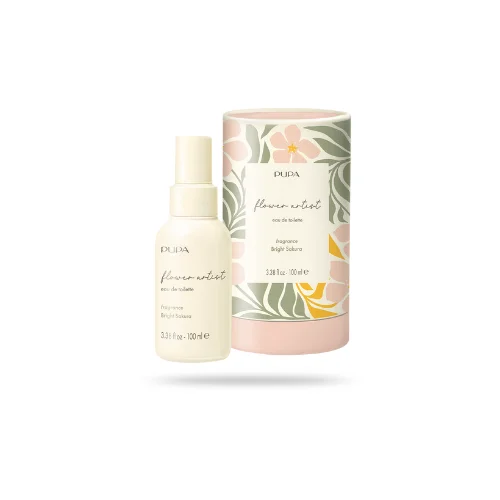 PUPA
flower artist
eau de toilette
Fragrance
Bright Sakura
3.38 fl oz - 100 ml e
PUPA
flower artist
eau de toilette
Fragrance
Bright Sakura
3.38 fl oz - 100 ml e